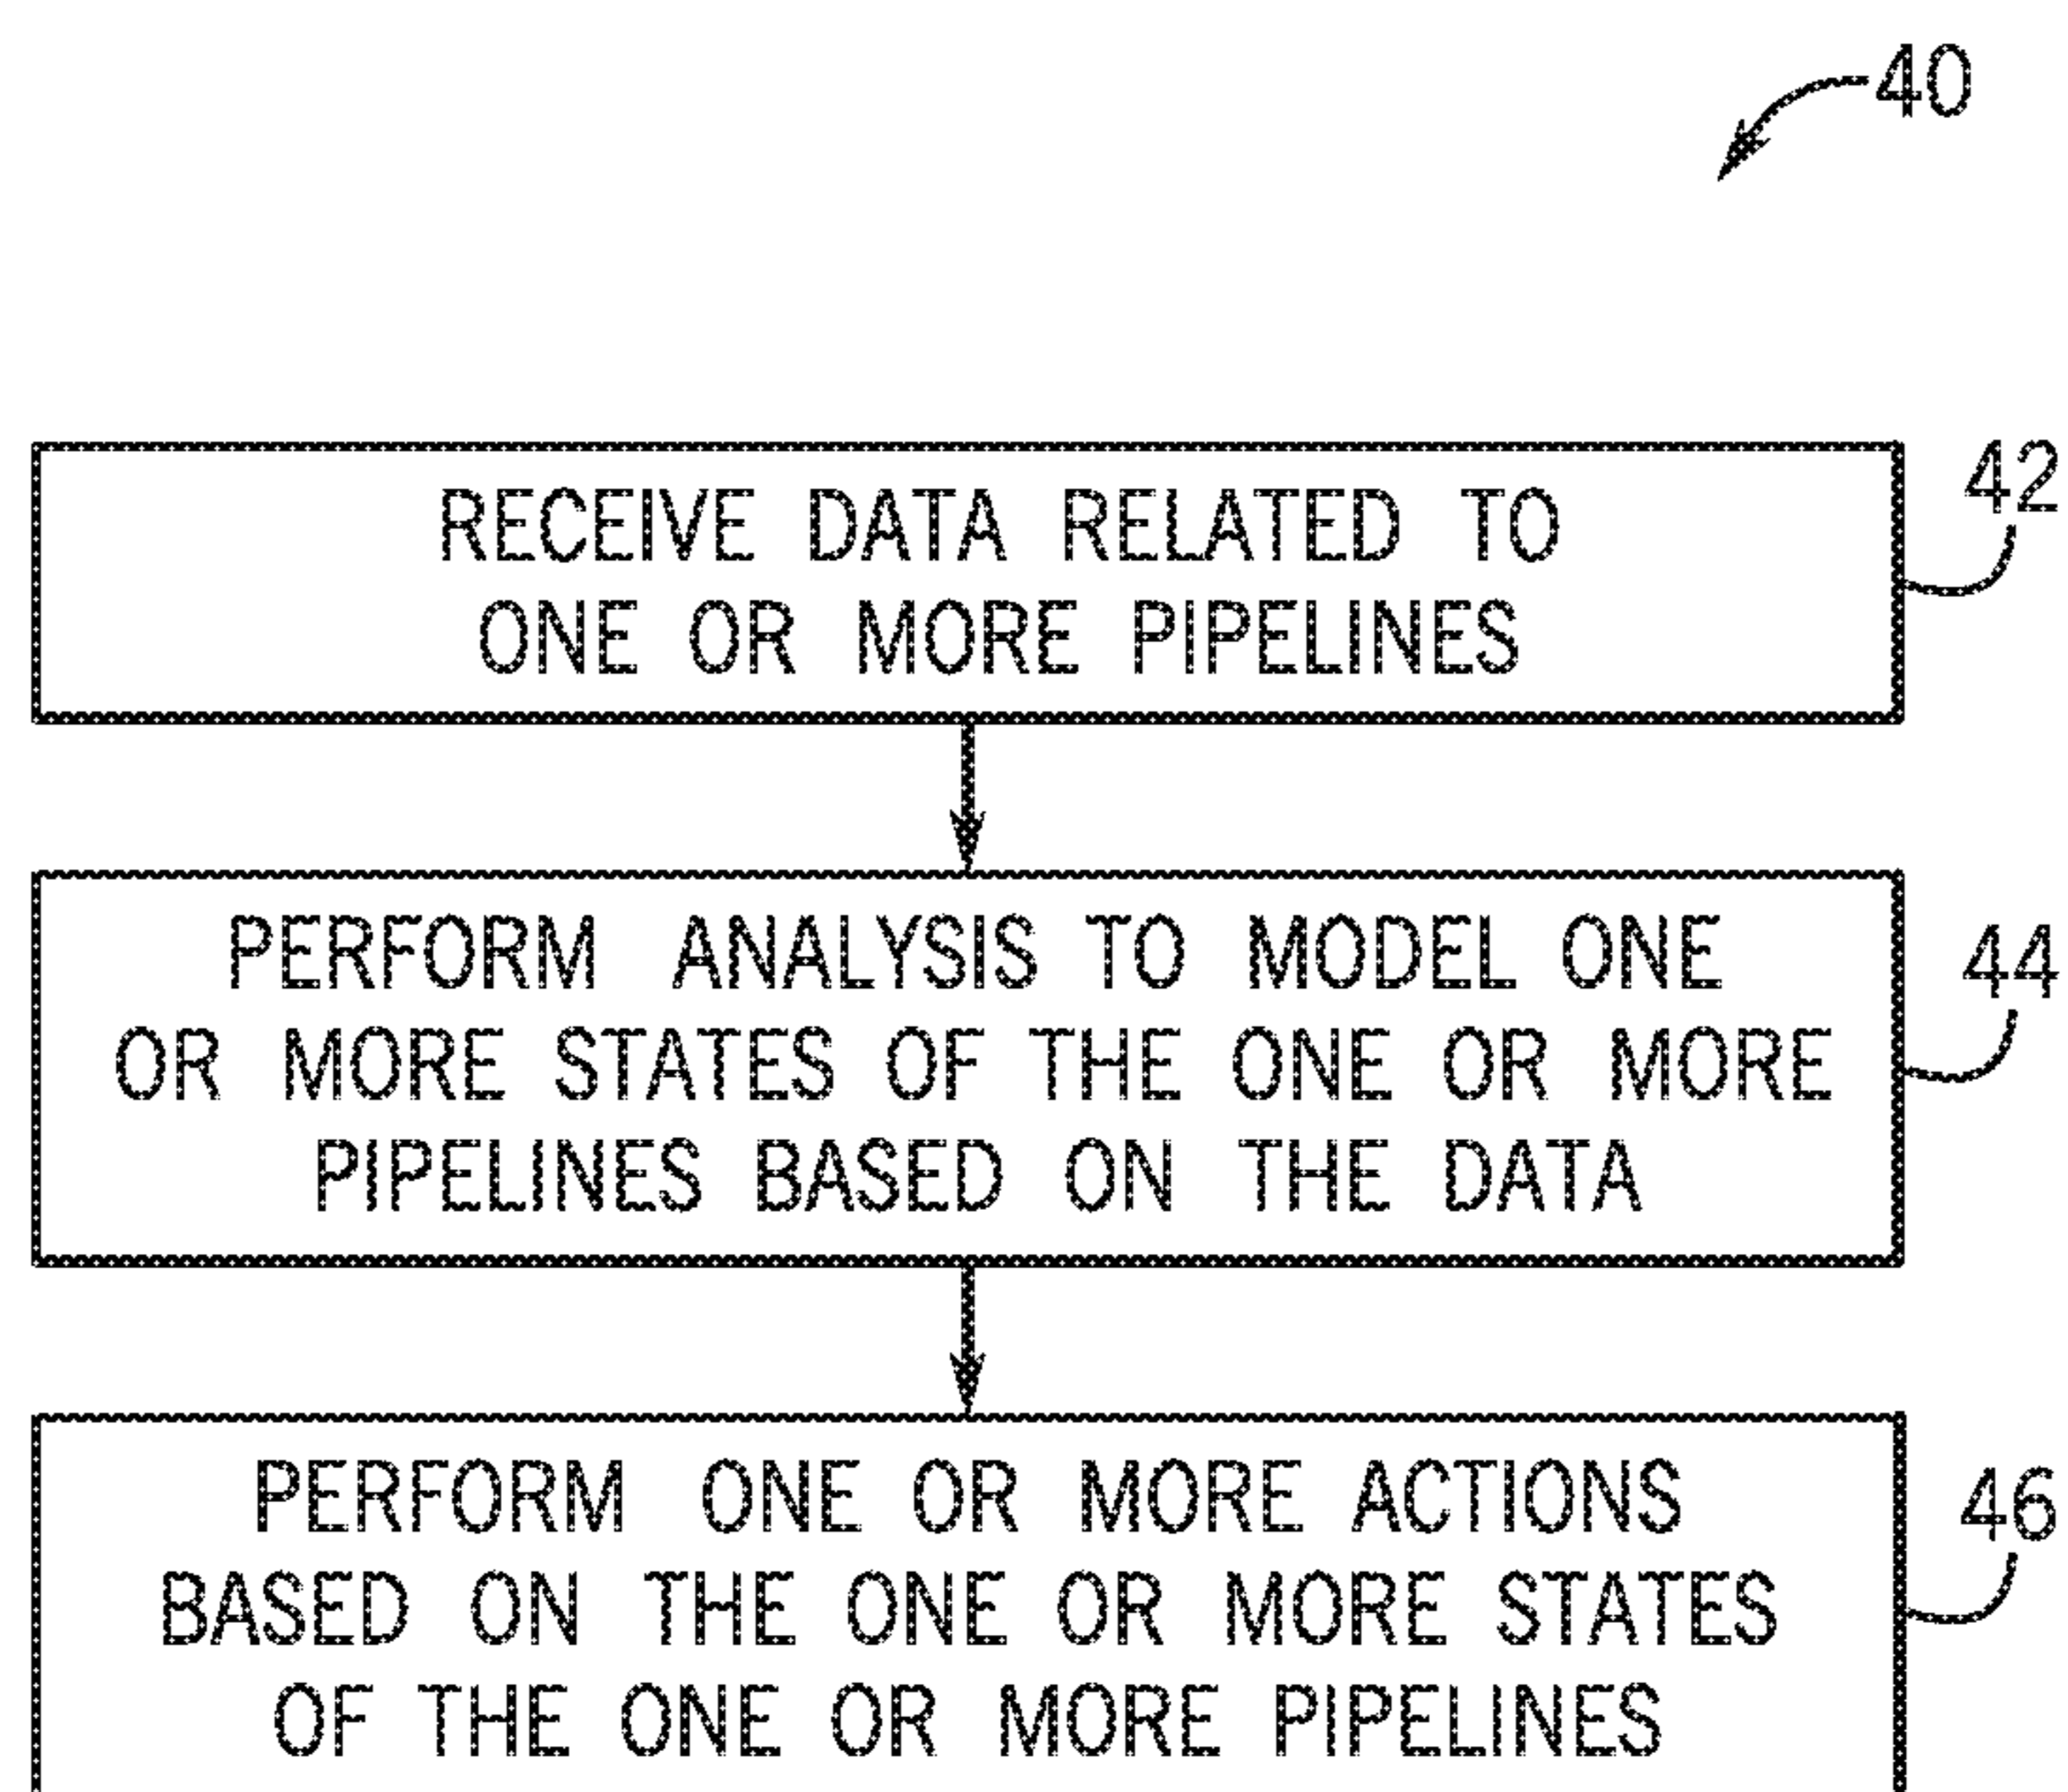 40
RECEIVE DATA RELATED TO
ONE OR MORE PIPELINES
42
PERFORM ANALYSIS TO MODEL ONE
OR MORE STATES OF THE ONE OR MORE
PIPELINES BASED ON THE DATA
44
PERFORM ONE OR MORE ACTIONS
BASED ON THE ONE OR MORE STATES
OF THE ONE OR MORE PIPELINES
46